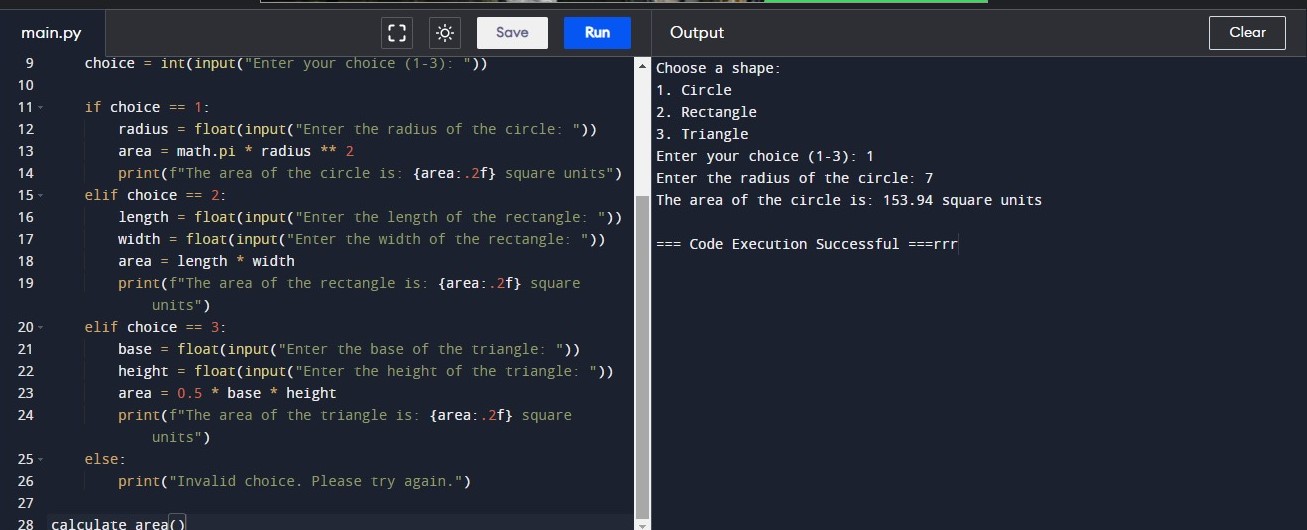 main.py
Save
Run
Output
Clear
9 choice = int(input("Enter your choice (1-3): "))
10
11 if choice == 1:
12 radius = float(input("Enter the radius of the circle: "))
13 area = math.pi * radius ** 2
14 print(f"The area of the circle is: {area:.2f} square units")
15 elif choice == 2:
16 length = float(input("Enter the length of the rectangle: "))
17 width = float(input("Enter the width of the rectangle: "))
18 area = length * width
19 print(f"The area of the rectangle is: {area:.2f} square
units")
20 elif choice == 3:
21 base = float(input("Enter the base of the triangle: "))
22 height = float(input("Enter the height of the triangle: "))
23 area = 0.5 * base * height
24 print(f"The area of the triangle is: {area:.2f} square
units")
25 else:
26 print("Invalid choice. Please try again.")
27
28 calculate_area()
Choose a shape:
1. Circle
2. Rectangle
3. Triangle
Enter your choice (1-3): 1
Enter the radius of the circle: 7
The area of the circle is: 153.94 square units
=== Code Execution Successful ===rrr